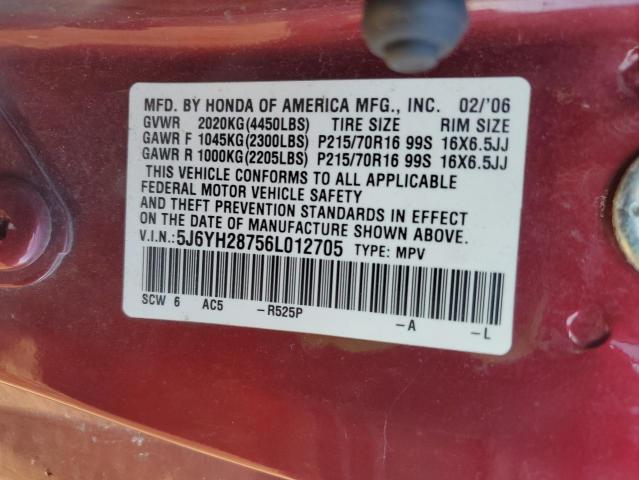 MFD. BY HONDA OF AMERICA MFG., INC. 02/'06
GVWR 2020KG(4450LBS) TIRE SIZE RIM SIZE
GAWR F 1045KG(2300LBS) P215/70R16 99S 16X6.5JJ
GAWR R 1000KG(2205LBS) P215/70R16 99S 16X6.5JJ
THIS VEHICLE CONFORMS TO ALL APPLICABLE
FEDERAL MOTOR VEHICLE SAFETY
AND THEFT PREVENTION STANDARDS IN EFFECT
ON THE DATE OF MANUFACTURE SHOWN ABOVE.
V.I.N.:5J6YH28756L012705 TYPE: MPV
SCW 6 AC5 -R525P -A -L